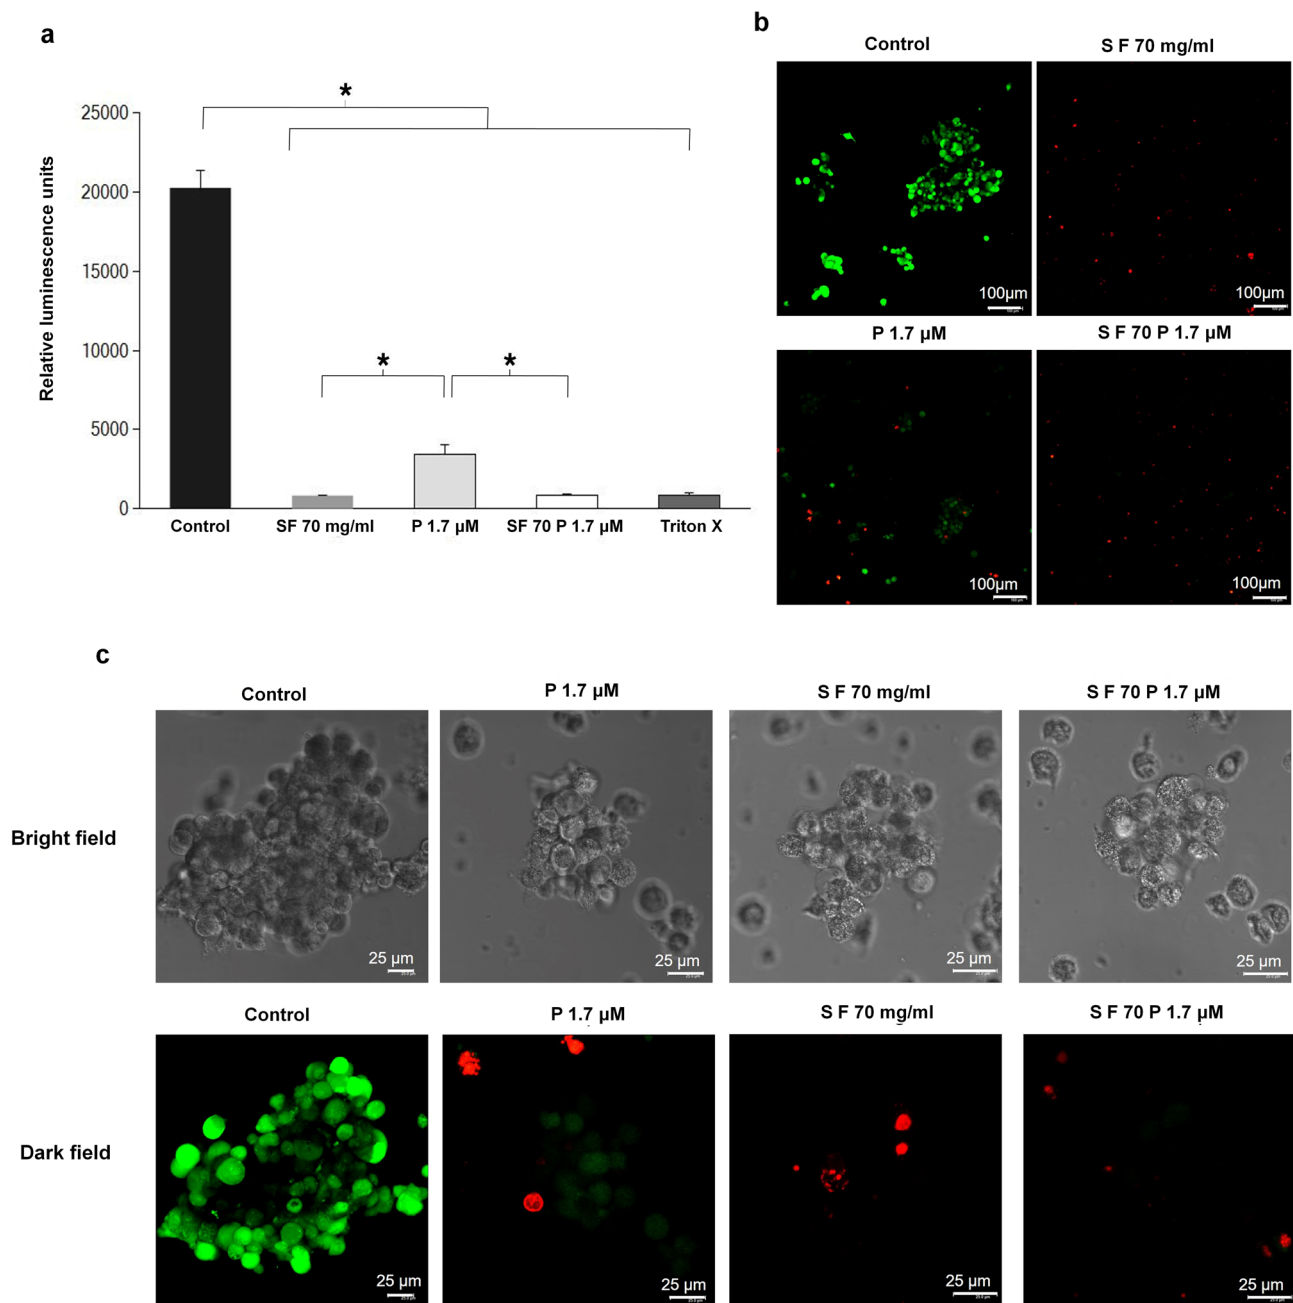 a
*
25000
20000
15000
10000
5000
0
Relative luminescence units
*
*
Control
SF 70 mg/ml
P 1.7 µM
SF 70 P 1.7 µM
Triton X
b
Control
S F 70 mg/ml
100µm
100µm
P 1.7 µM
S F 70 P 1.7 µM
100µm
100µm
c
Control
P 1.7 µM
S F 70 mg/ml
S F 70 P 1.7 µM
Bright field
25 µm
25 µm
25 µm
25 µm
Control
P 1.7 µM
S F 70 mg/ml
S F 70 P 1.7 µM
Dark field
25 µm
25 µm
25 µm
25 µm